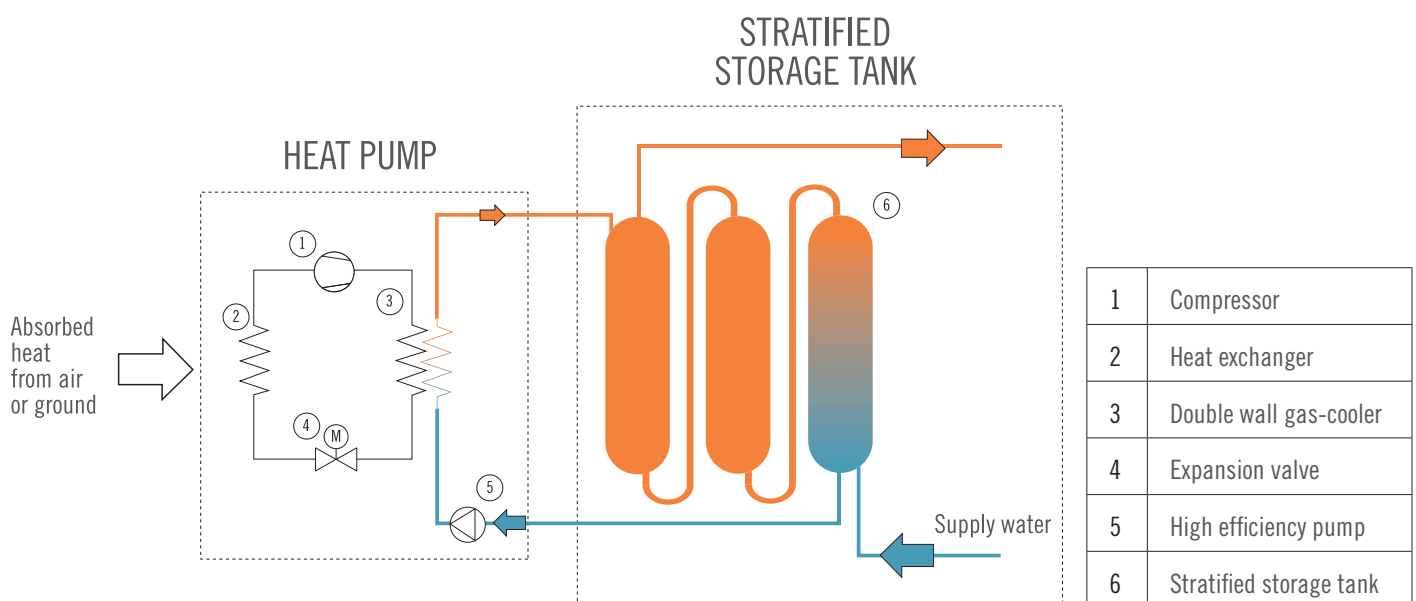 STRATIFIED
STORAGE TANK
HEAT PUMP
6
1
3
2
Absorbed
heat
from air
or ground
4
M
5
Supply water
1 Compressor
2 Heat exchanger
3 Double wall gas-cooler
4 Expansion valve
5 High efficiency pump
6 Stratified storage tank